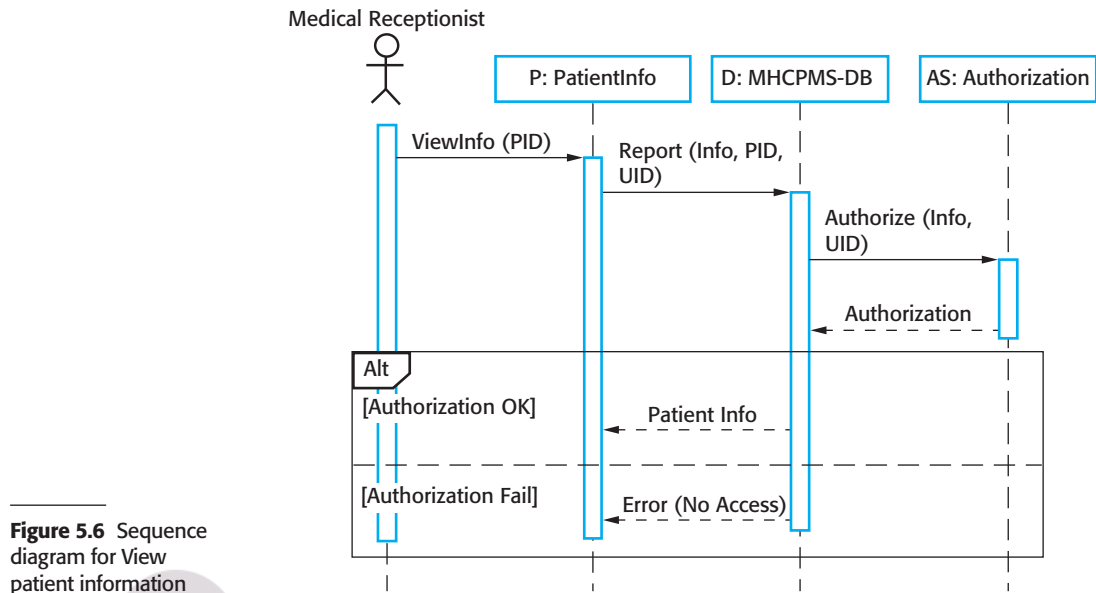 Medical Receptionist
P: PatientInfo
D: MHCPMS-DB
AS: Authorization
ViewInfo (PID)
Report (Info, PID,
UID)
Authorize (Info,
UID)
Authorization
Alt
[Authorization OK]
Patient Info
[Authorization Fail]
Error (No Access)
Figure 5.6 Sequence
diagram for View
patient information